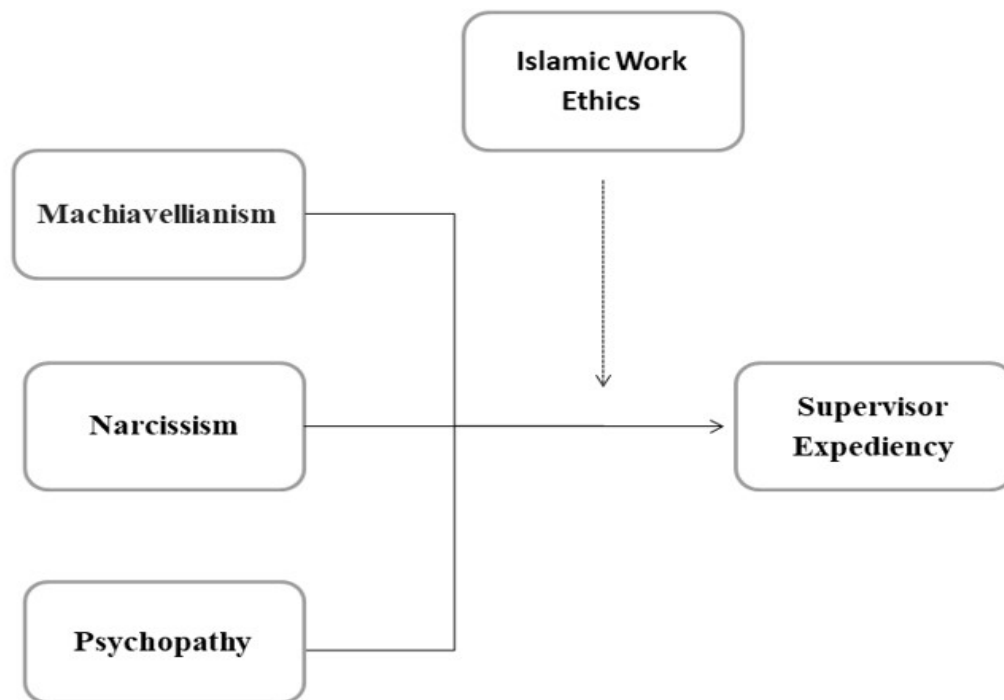 Islamic Work
Ethics
Machiavellianism
Narcissism
Supervisor
Expediency
Psychopathy